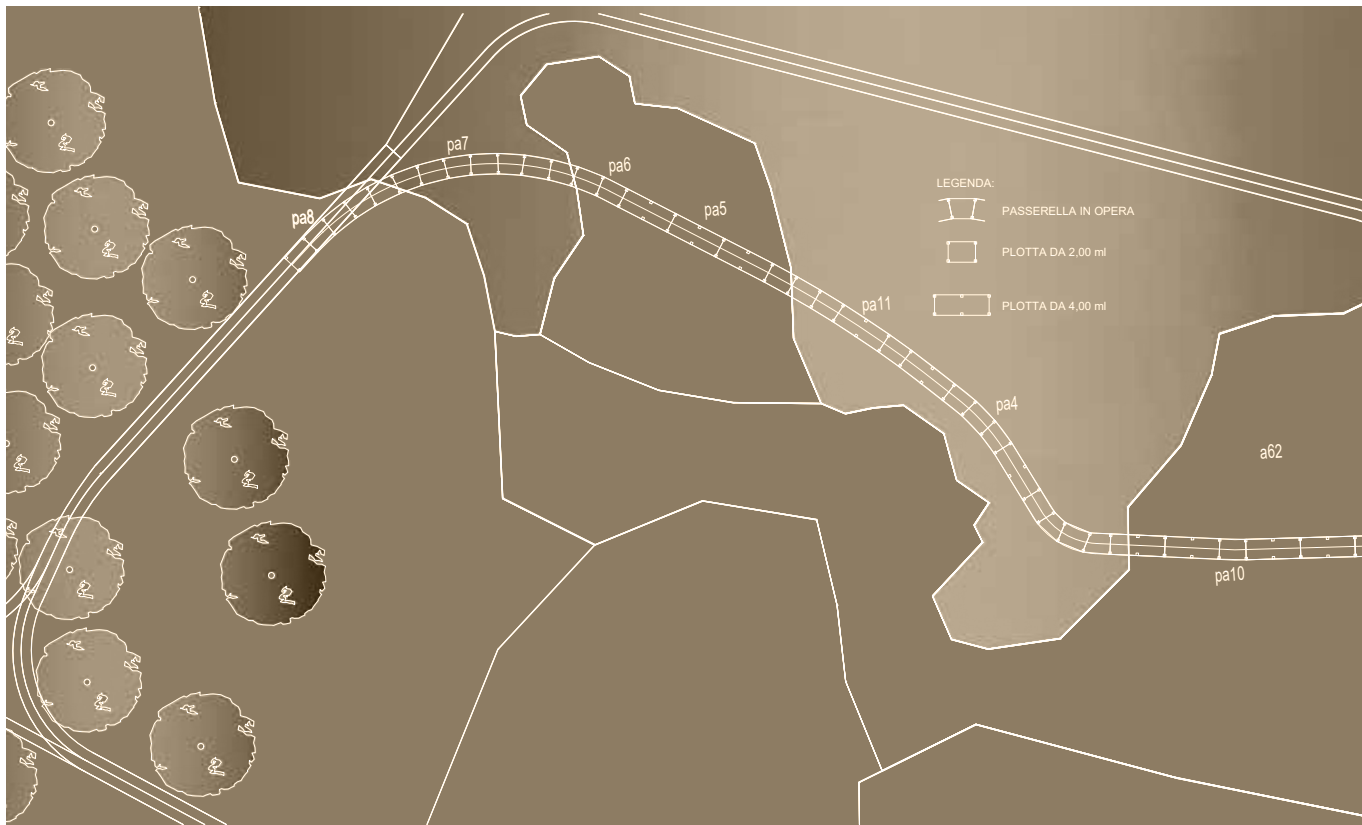 pa7
pa6
pa5
pa8
LEGENDA:
PASSERELLA IN OPERA
PLOTTA DA 2,00 ml
PLOTTA DA 4,00 ml
pa11
pa4
a62
pa10